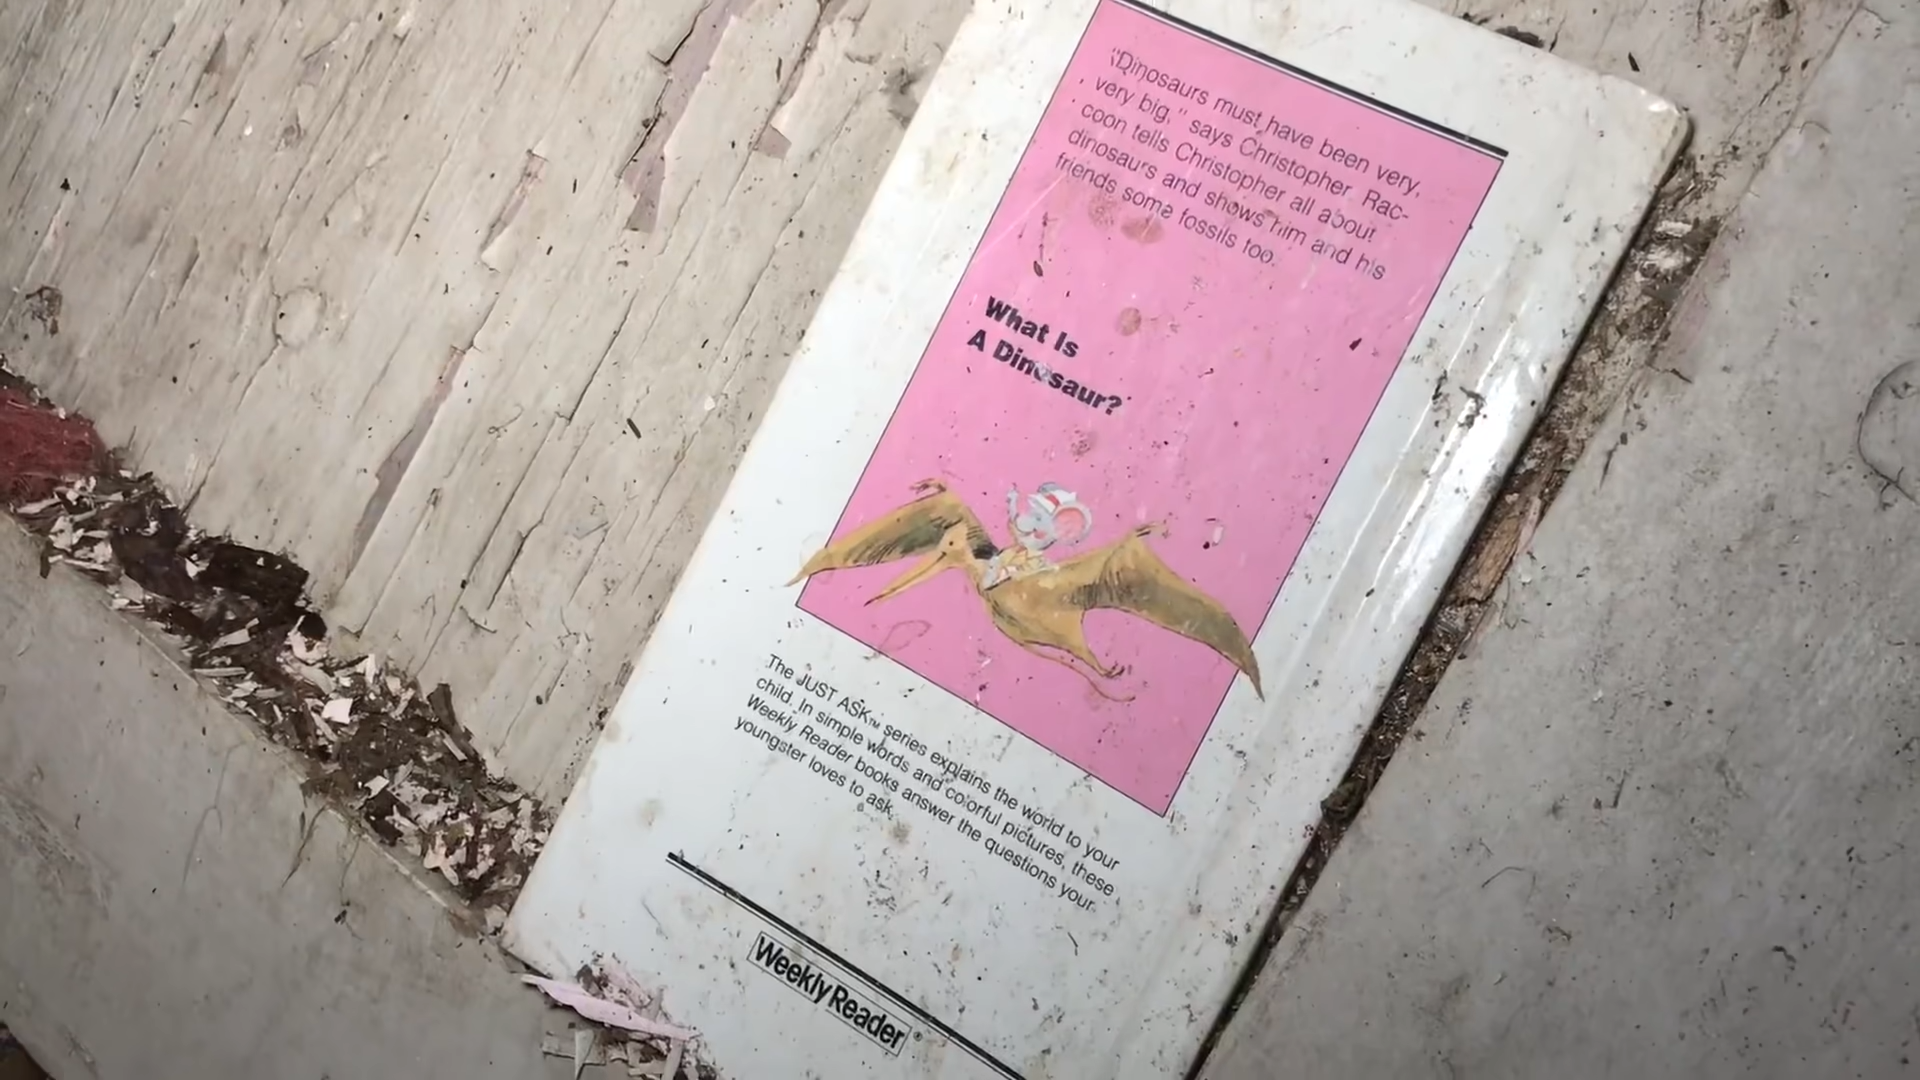 "Dinosaurs must have been very,
very big," says Christopher. Rac-
coon tells Christopher all about
dinosaurs and shows him and his
friends some fossils too.
What Is
A Dinosaur?
The JUST ASK™ series explains the world to your
child. In simple words and colorful pictures, these
Weekly Reader books answer the questions your
youngster loves to ask.
Weekly Reader®